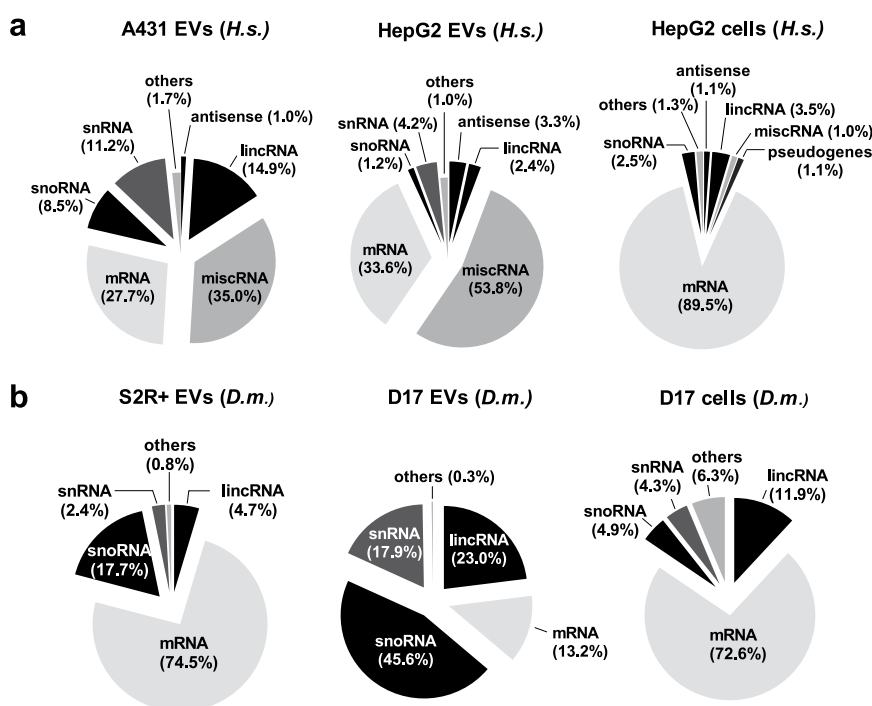 a
A431 EVs (H.s.)
others
(1.7%)
antisense (1.0%)
snRNA
(11.2%)
lincRNA
(14.9%)
snoRNA
(8.5%)
mRNA
(27.7%)
miscRNA
(35.0%)
HepG2 EVs (H.s.)
others
(1.0%)
snRNA (4.2%)
antisense (3.3%)
snoRNA
(1.2%)
lincRNA
(2.4%)
mRNA
(33.6%)
miscRNA
(53.8%)
HepG2 cells (H.s.)
antisense
(1.1%)
others (1.3%)
lincRNA (3.5%)
snoRNA
(2.5%)
miscRNA (1.0%)
pseudogenes
(1.1%)
mRNA
89.5%)
b
S2R+ EVs (D.m.)
others
(0.8%)
snRNA
(2.4%)
lincRNA
(4.7%)
snoRNA
(17.7%)
mRNA
(74.5%)
D17 EVs (D.m.)
others (0.3%)
snRNA
(17.9%)
lincRNA
(23.0%)
mRNA
(13.2%)
snoRNA
(45.6%)
D17 cells (D.m.)
others
(6.3%)
snRNA
(4.3%)
lincRNA
(11.9%)
snoRNA
(4.9%)
mRNA
(72.6%)